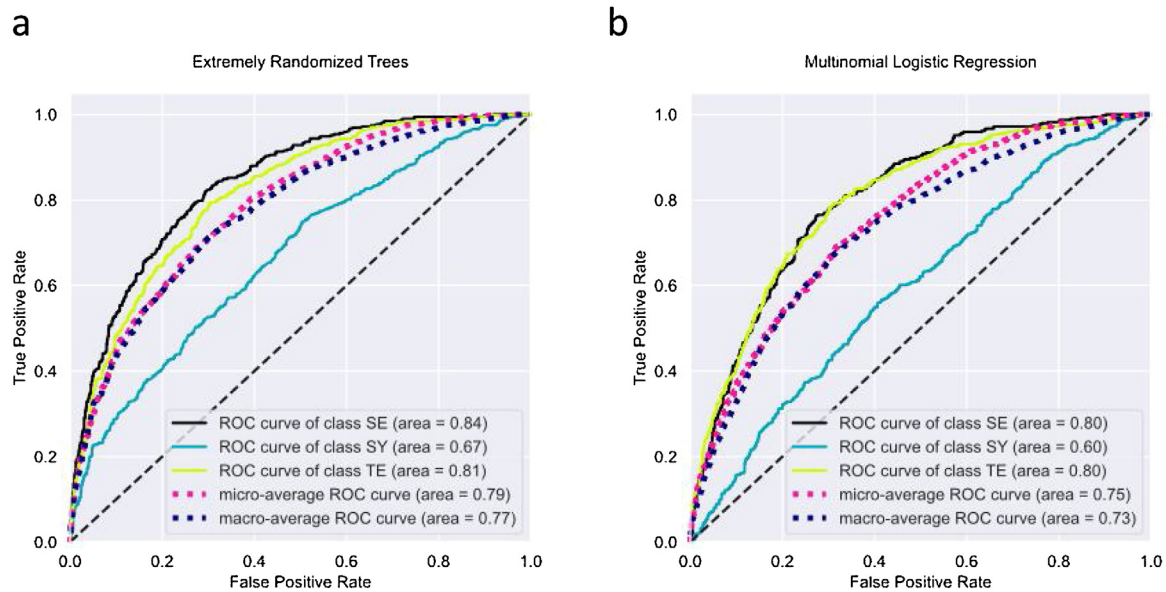 a
Extremely Randomized Trees
True Positive Rate
1.0
0.8
0.6
0.4
0.2
0.0
ROC curve of class SE (area = 0.84)
ROC curve of class SY (area = 0.67)
ROC curve of class TE (area = 0.81)
micro-average ROC curve (area = 0.79)
macro-average ROC curve (area = 0.77)
0.0 0.2 0.4 0.6 0.8 1.0
False Positive Rate
b
Multinomial Logistic Regression
True Positive Rate
1.0
0.8
0.6
0.4
0.2
0.0
ROC curve of class SE (area = 0.80)
ROC curve of class SY (area = 0.60)
ROC curve of class TE (area = 0.80)
micro-average ROC curve (area = 0.75)
macro-average ROC curve (area = 0.73)
0.0 0.2 0.4 0.6 0.8 1.0
False Positive Rate